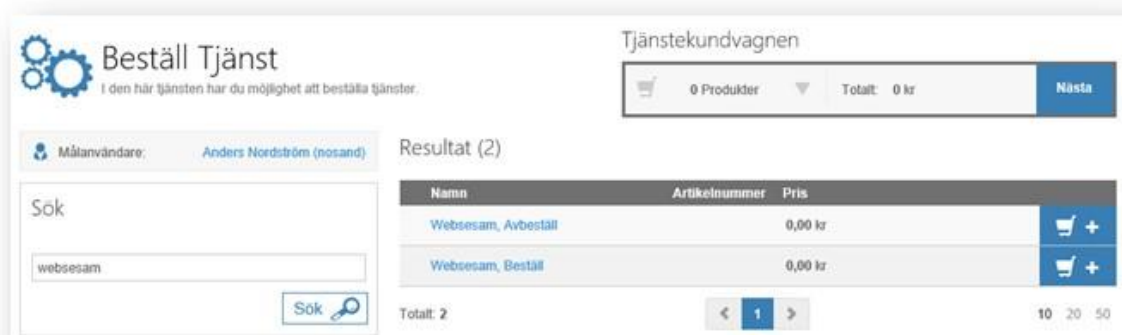 Beställ Tjänst
I den här tjänsten har du möjlighet att beställa tjänster.
Tjänstekundvagnen
0 Produkter Totalt: 0 kr Nästa
Målanvändare: Anders Nordström (nosand)
Sök
websesam
Sök
Resultat (2)
Namn Artikelnummer Pris
Websesam, Avbeställ 0,00 kr +
Websesam, Beställ 0,00 kr +
Totalt: 2 < 1 > 10 20 50